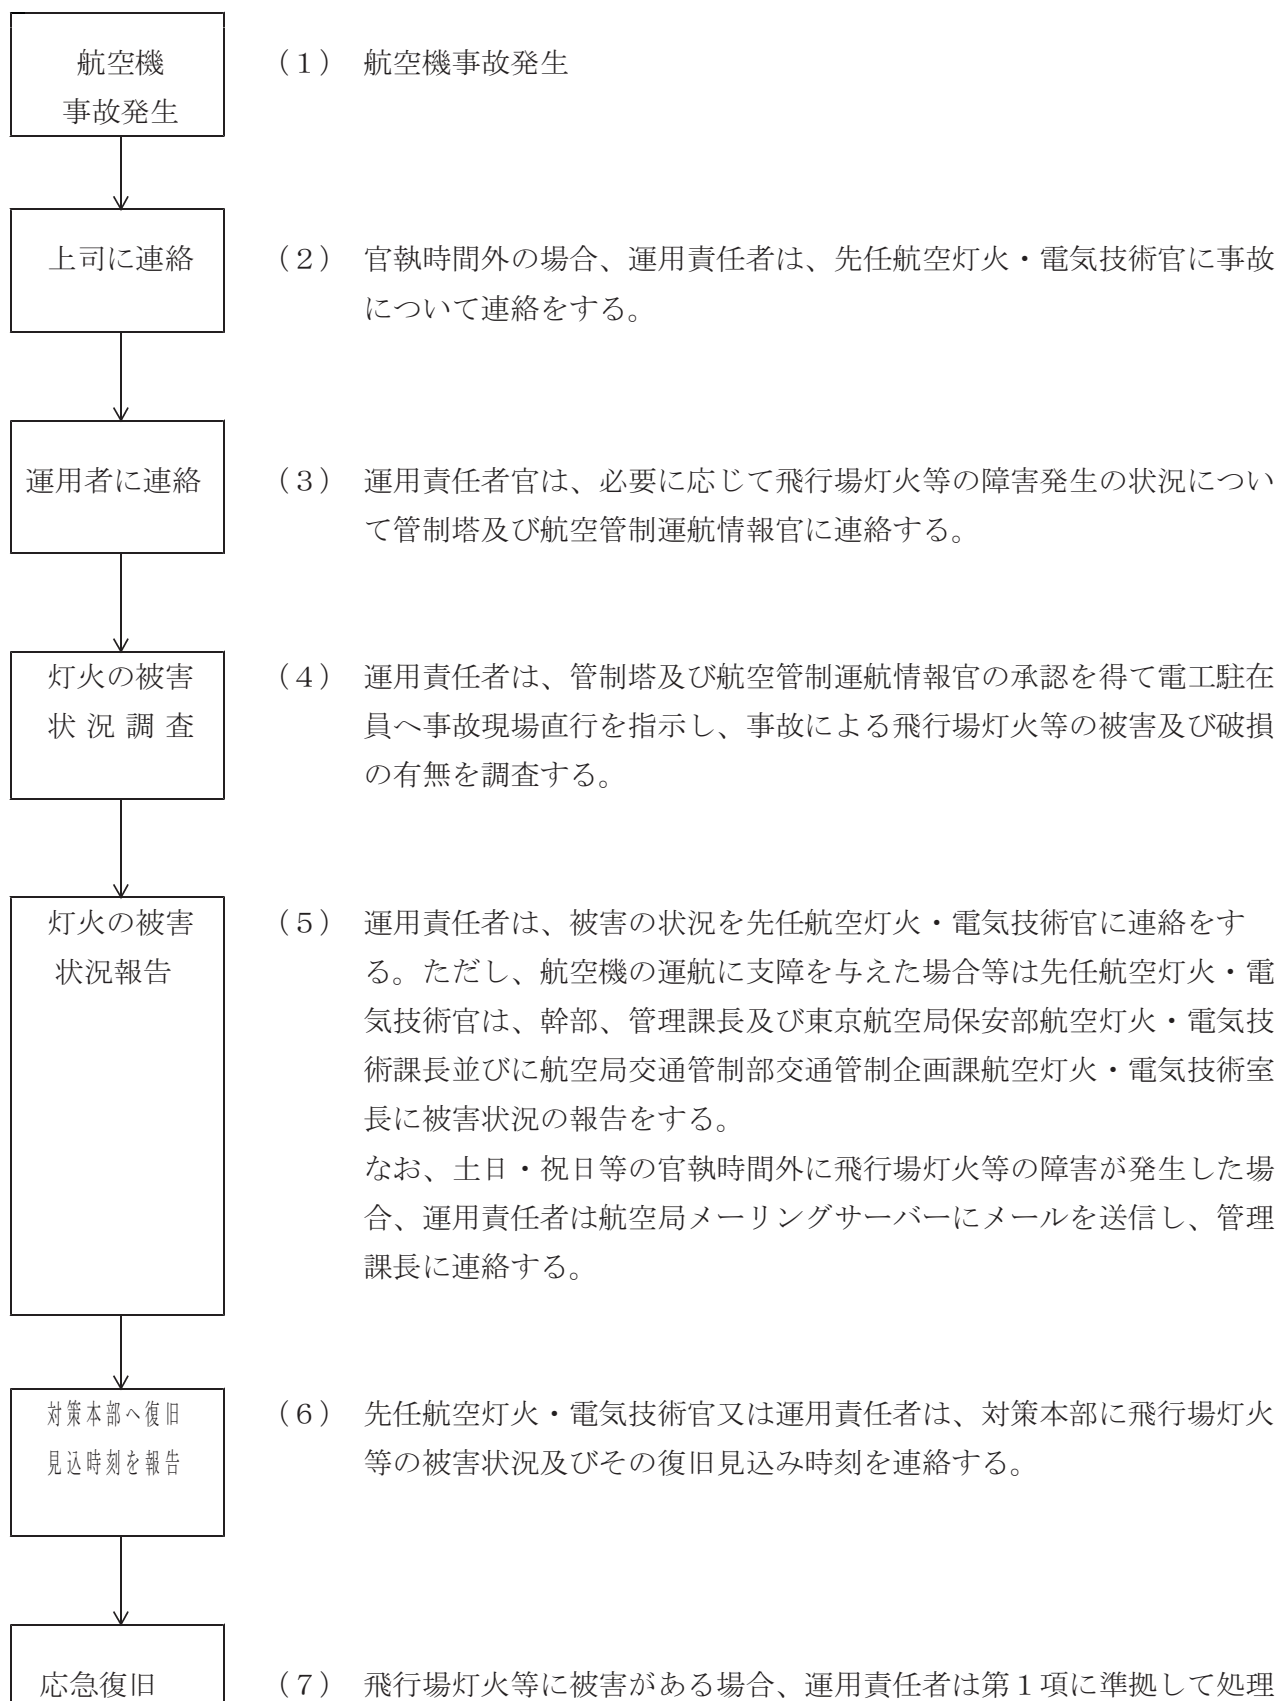 航空機
事故発生
（１） 航空機事故発生
上司に連絡
（２） 官執時間外の場合、運用責任者は、先任航空灯火・電気技術官に事故
について連絡をする。
運用者に連絡
（３） 運用責任者官は、必要に応じて飛行場灯火等の障害発生の状況につい
て管制塔及び航空管制運航情報官に連絡する。
灯火の被害
状 況 調 査
（４） 運用責任者は、管制塔及び航空管制運航情報官の承認を得て電工駐在
員へ事故現場直行を指示し、事故による飛行場灯火等の被害及び破損
の有無を調査する。
灯火の被害
状況報告
（５） 運用責任者は、被害の状況を先任航空灯火・電気技術官に連絡をす
る。ただし、航空機の運航に支障を与えた場合等は先任航空灯火・電
気技術官は、幹部、管理課長及び東京航空局保安部航空灯火・電気技
術課長並びに航空局交通管制部交通管制企画課航空灯火・電気技術室
長に被害状況の報告をする。
なお、土日・祝日等の官執時間外に飛行場灯火等の障害が発生した場
合、運用責任者は航空局メーリングサーバーにメールを送信し、管理
課長に連絡する。
対策本部へ復旧
見込時刻を報告
（６） 先任航空灯火・電気技術官又は運用責任者は、対策本部に飛行場灯火
等の被害状況及びその復旧見込み時刻を連絡する。
応急復旧
（７） 飛行場灯火等に被害がある場合、運用責任者は第１項に準拠して処理